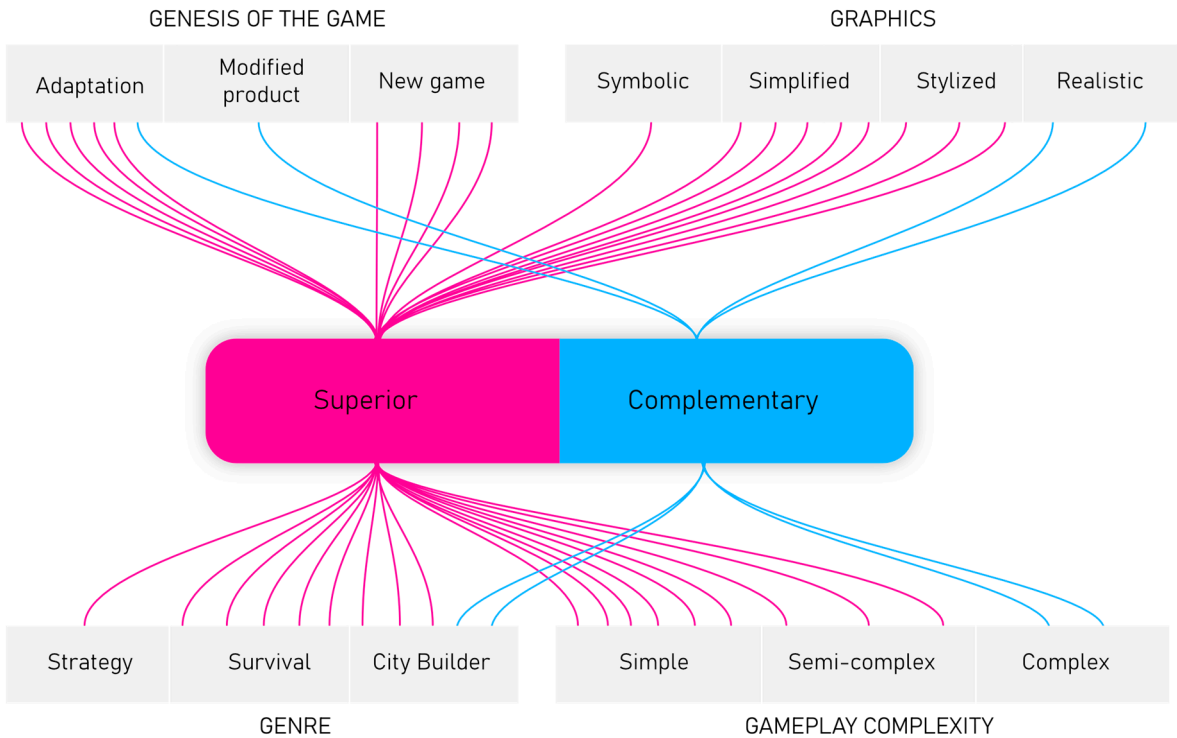 GENESIS OF THE GAME
GRAPHICS
Adaptation
Modified
product
New game
Symbolic
Simplified
Stylized
Realistic
Superior
Complementary
Strategy
Survival
City Builder
Simple
Semi-complex
Complex
GENRE
GAMEPLAY COMPLEXITY